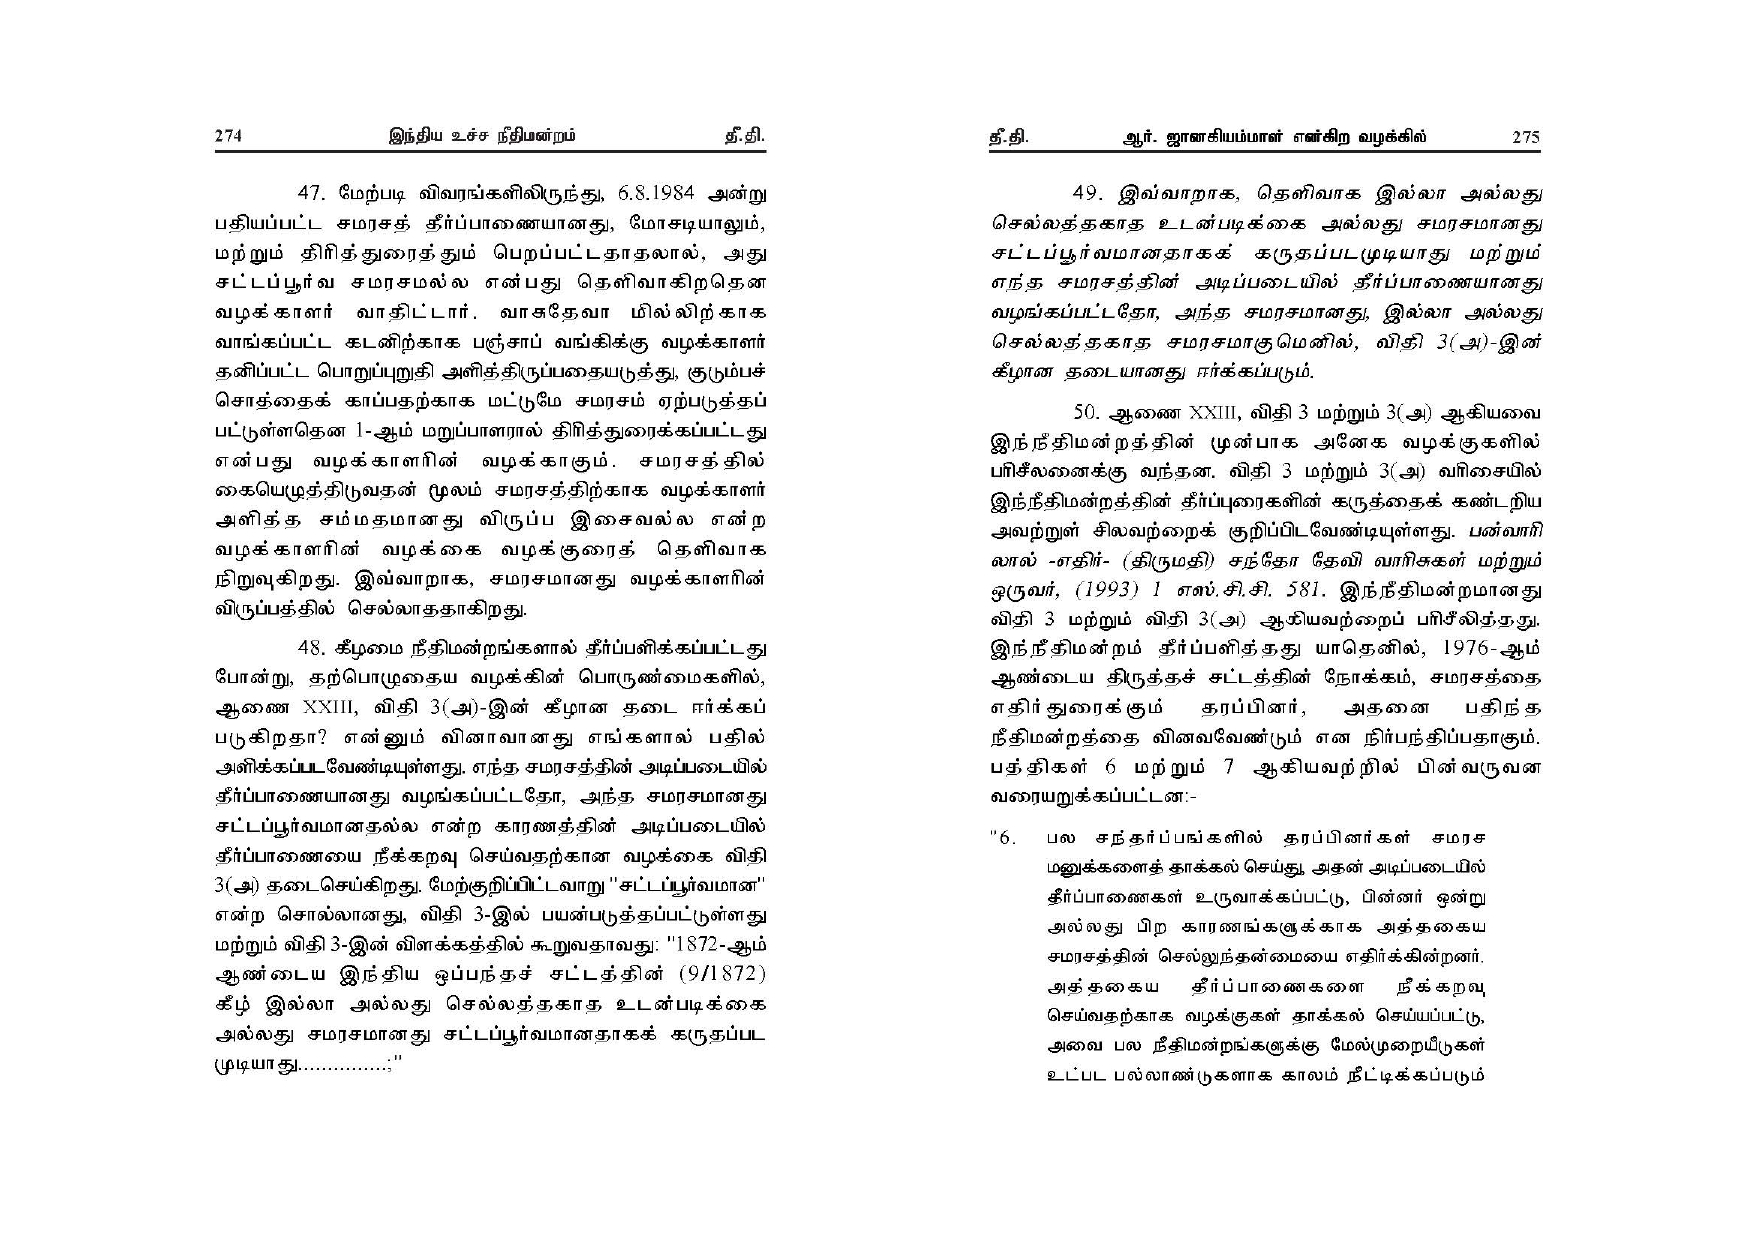 274 இந்திய உச்ச நீதிமன்றம் தீ.தி.
47. மேற்படி விவரங்களிலிருந்து, 6.8.1984 அன்று
பதியப்பட்ட சமரசத் தீர்ப்பாணையானது, மோசடியாலும்,
மற்றும் திரித்துரைத்தும் பெறப்பட்டதாதலால், அது
சட்டப்பூர்வ சமரசமல்ல என்பது தெளிவாகிறதென
வழக்காளர் வாதிட்டார். வாசுதேவா மில்லிற்காக
வாங்கப்பட்ட கடனிற்காக பஞ்சாப் வங்கிக்கு வழக்காளர்
தனிப்பட்ட பொறுப்புறுதி அளித்திருப்பதையடுத்து, குடும்பச்
சொத்தைக் காப்பதற்காக மட்டுமே சமரசம் ஏற்படுத்தப்
பட்டுள்ளதென 1-ஆம் மறுப்பாளரால் திரித்துரைக்கப்பட்டது
என்பது வழக்காளரின் வழக்காகும். சமரசத்தில்
கையெழுத்திடுவதன் மூலம் சமரசத்திற்காக வழக்காளர்
அளித்த சம்மதமானது விருப்ப இசைவல்ல என்ற
வழக்காளரின் வழக்கை வழக்குரைத் தெளிவாக
நிறுவுகிறது. இவ்வாறாக, சமரசமானது வழக்காளரின்
விருப்பத்தில் செல்லாததாகிறது.
48. கீழமை நீதிமன்றங்களால் தீர்ப்பளிக்கப்பட்டது
போன்று, தற்பொழுதைய வழக்கின் பொருண்மைகளில்,
ஆணை XXIII, விதி 3(அ)-இன் கீழான தடை ஈர்க்கப்
படுகிறதா? என்னும் வினாவானது எங்களால் பதில்
அளிக்கப்படவேண்டியுள்ளது. எந்த சமரசத்தின் அடிப்படையில்
தீர்ப்பாணையானது வழங்கப்பட்டதோ, அந்த சமரசமானது
சட்டப்பூர்வமானதல்ல என்ற காரணத்தின் அடிப்படையில்
தீர்ப்பாணையை நீக்கறவு செய்வதற்கான வழக்கை விதி
3(அ) தடைசெய்கிறது. மேற்குறிப்பிட்டவாறு "சட்டப்பூர்வமான"
என்ற சொல்லானது, விதி 3-இல் பயன்படுத்தப்பட்டுள்ளது
மற்றும் விதி 3-இன் விளக்கத்தில் கூறுவதாவது: "1872-ஆம்
ஆண்டைய இந்திய ஒப்பந்தச் சட்டத்தின் (9/1872)
கீழ் இல்லா அல்லது செல்லத்தகாத உடன்படிக்கை
அல்லது சமரசமானது சட்டப்பூர்வமானதாகக் கருதப்பட
முடியாது...............;"
தீ.தி. ஆர். ஜானகியம்மாள் என்கிற வழக்கில் 275
49. இவ்வாறாக, தெளிவாக இல்லா அல்லது
செல்லத்தகாத உடன்படிக்கை அல்லது சமரசமானது
சட்டப்பூர்வமானதாகக் கருதப்படமுடியாது மற்றும்
எந்த சமரசத்தின் அடிப்படையில் தீர்ப்பாணையானது
வழங்கப்பட்டதோ, அந்த சமரசமானது, இல்லா அல்லது
செல்லத்தகாத சமரசமாகுமெனில், விதி 3(அ)-இன்
கீழான தடையானது ஈர்க்கப்படும்.
50. ஆணை XXIII, விதி 3 மற்றும் 3(அ) ஆகியவை
இந்நீதிமன்றத்தின் முன்பாக அனேக வழக்குகளில்
பரிசீலனைக்கு வந்தன. விதி 3 மற்றும் 3(அ) வரிசையில்
இந்நீதிமன்றத்தின் தீர்ப்புரைகளின் கருத்தைக் கண்டறிய
அவற்றுள் சிலவற்றைக் குறிப்பிடவேண்டியுள்ளது. பன்வாரி
லால் -எதிர்- (திருமதி) சந்தோ தேவி வாரிசுகள் மற்றும்
ஒருவர், (1993) 1 எஸ்.சி.சி. 581. இந்நீதிமன்றமானது
விதி 3 மற்றும் விதி 3(அ) ஆகியவற்றைப் பரிசீலித்தது.
இந்நீதிமன்றம் தீர்ப்பளித்தது யாதெனில், 1976-ஆம்
ஆண்டைய திருத்தச் சட்டத்தின் நோக்கம், சமரசத்தை
எதிர்துரைக்கும் தரப்பினர், அதனை பதிந்த
நீதிமன்றத்தை வினவவேண்டும் என நிர்பந்திப்பதாகும்.
பத்திகள் 6 மற்றும் 7 ஆகியவற்றில் பின்வருவன
வரையறுக்கப்பட்டன:-
"6. பல சந்தர்ப்பங்களில் தரப்பினர்கள் சமரச
மனுக்களைத் தாக்கல் செய்து, அதன் அடிப்படையில்
தீர்ப்பாணைகள் உருவாக்கப்பட்டு, பின்னர் ஒன்று
அல்லது பிற காரணங்களுக்காக அத்தகைய
சமரசத்தின் செல்லுந்தன்மையை எதிர்க்கின்றனர்.
அத்தகைய தீர்ப்பாணைகளை நீக்கறவு
செய்வதற்காக வழக்குகள் தாக்கல் செய்யப்பட்டு,
அவை பல நீதிமன்றங்களுக்கு மேல்முறையீடுகள்
உட்பட பல்லாண்டுகளாக காலம் நீட்டிக்கப்படும்